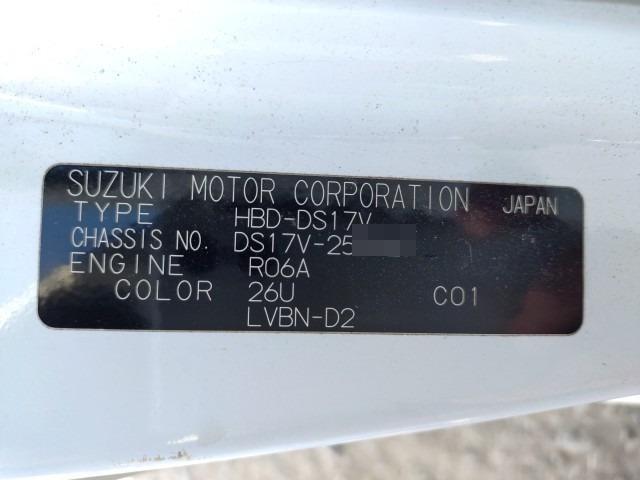 SUZUKI MOTOR CORPORATION JAPAN
TYPE HBD-DS17V
CHASSIS NO. DS17V-25
ENGINE R06A
COLOR 26U C01
LVBN-D2